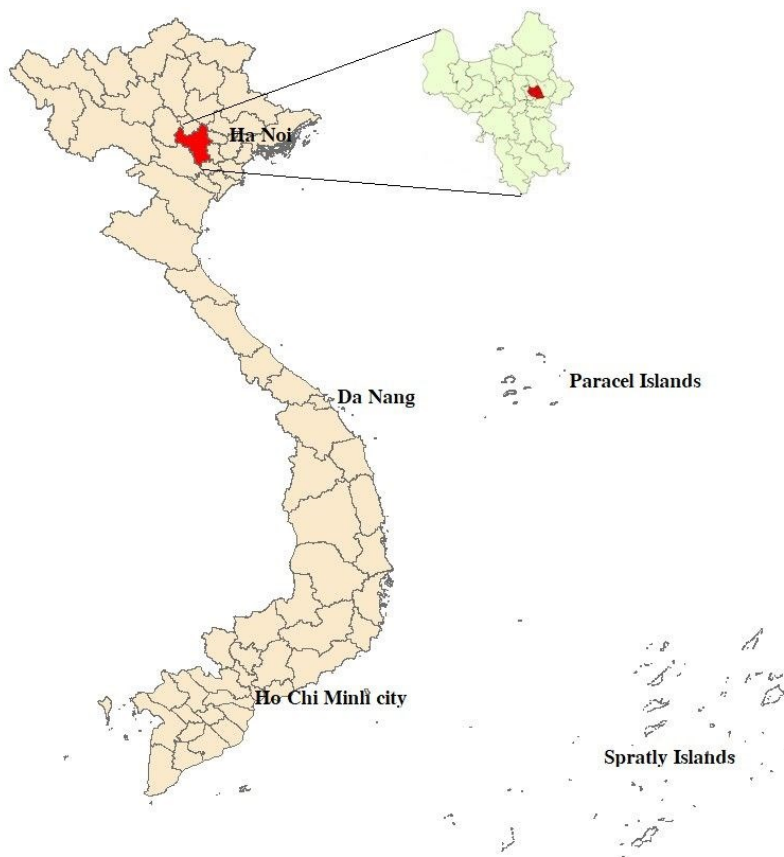 Ha Noi
Paracel Islands
Da Nang
Ho Chi Minh city
Spratly Islands